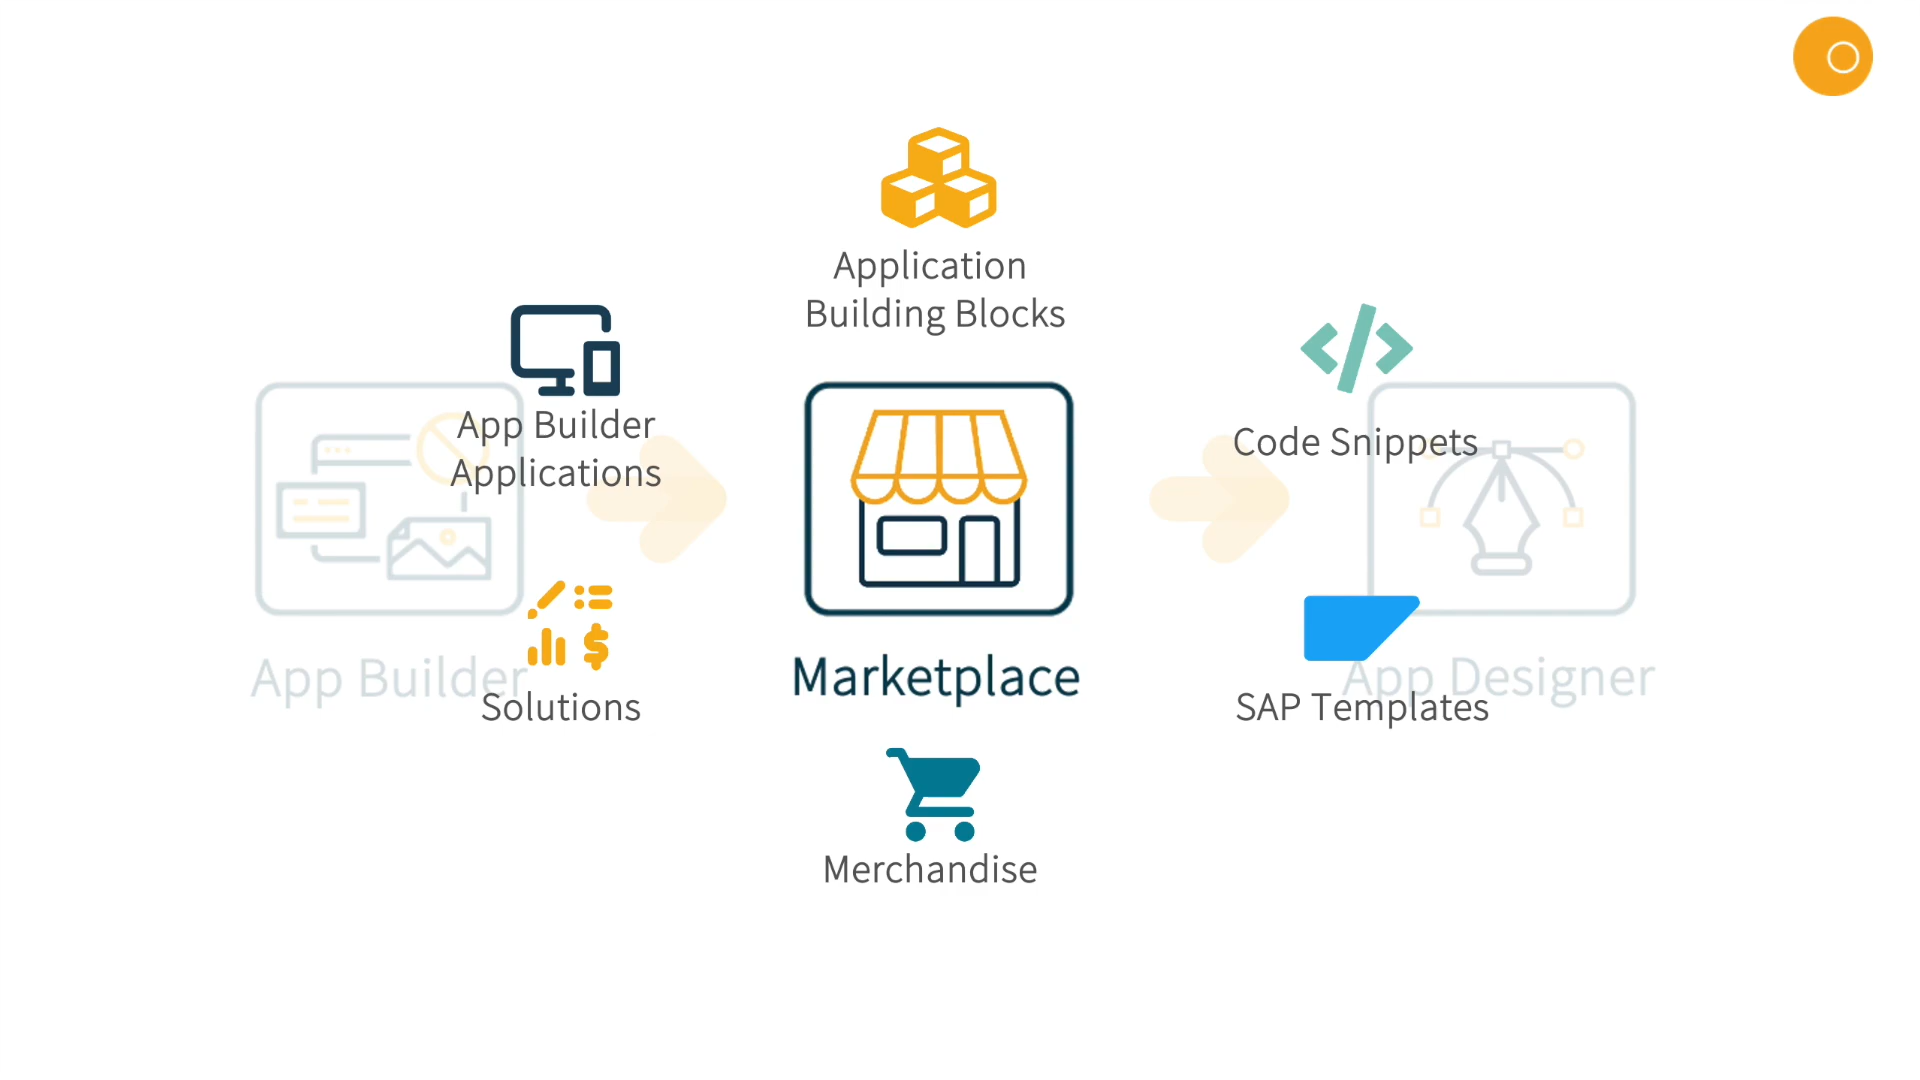 Application
Building Blocks
App Builder
Applications
Code Snippets
App Builder
Marketplace
App Designer
Solutions
SAP Templates
Merchandise